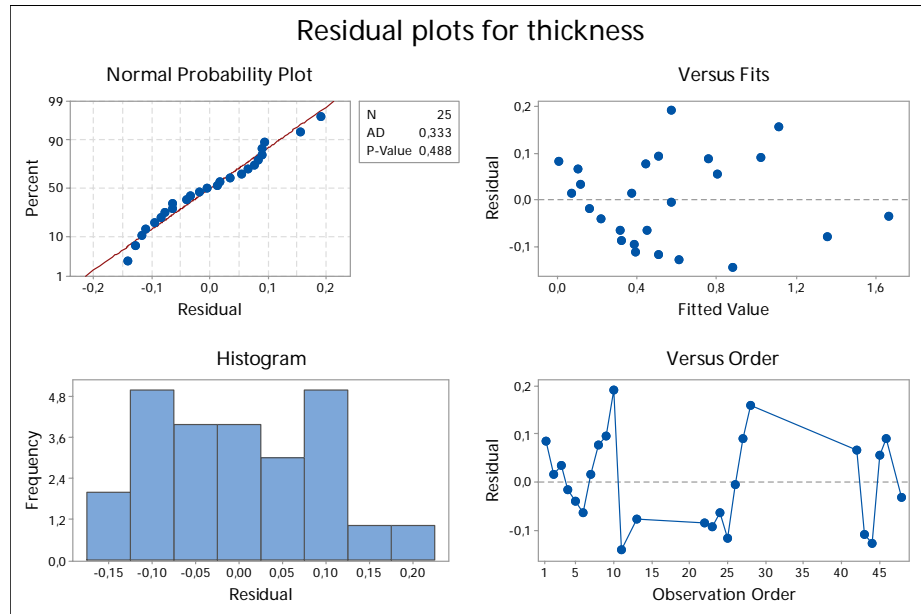 Residual plots for thickness
Normal Probability Plot
99
90
50
10
1
Percent
-0,2 -0,1 0,0 0,1 0,2
Residual
N 25
AD 0,333
P-Value 0,488
Versus Fits
0,2
0,1
0,0
-0,1
Residual
0,0 0,4 0,8 1,2 1,6
Fitted Value
Histogram
4,8
3,6
2,4
1,2
0,0
Frequency
-0,15 -0,10 -0,05 0,00 0,05 0,10 0,15 0,20
Residual
Versus Order
0,2
0,1
0,0
-0,1
Residual
1 5 10 15 20 25 30 35 40 45
Observation Order